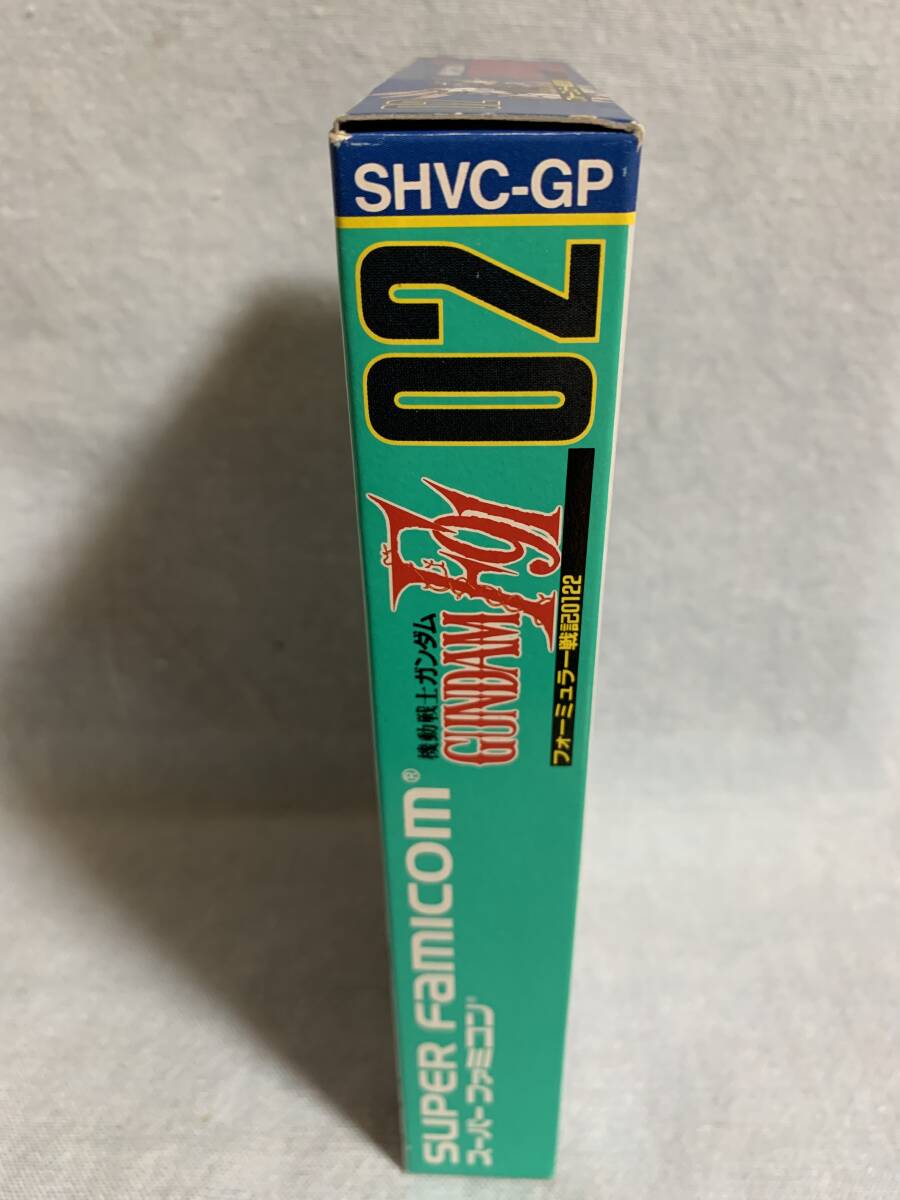 SHVC-GP
02
機動戦士ガンダム
GUNDAM F91
フォーミュラー戦記0122
SUPER FAMICOM®
スーパーファミコン